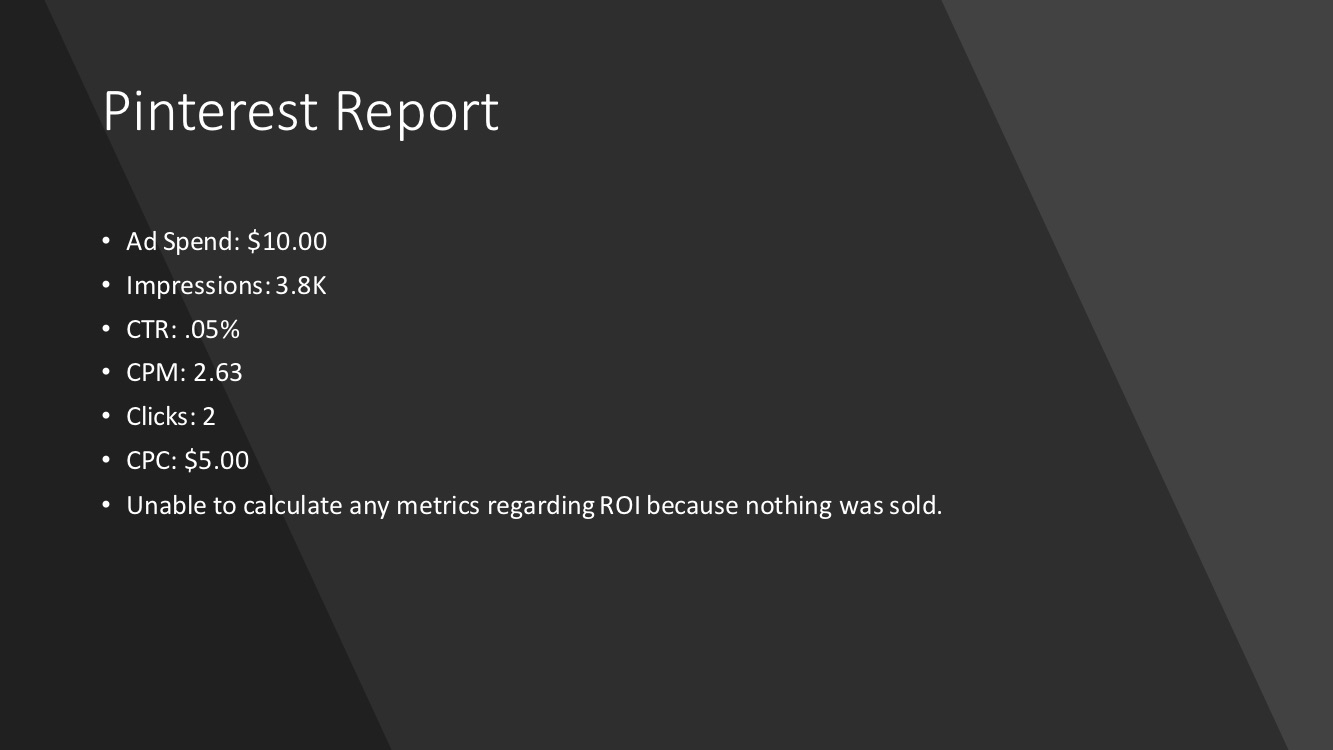 Pinterest Report
• Ad Spend: $10.00
• Impressions: 3.8K
• CTR: .05%
• CPM: 2.63
• Clicks: 2
• CPC: $5.00
• Unable to calculate any metrics regarding ROI because nothing was sold.